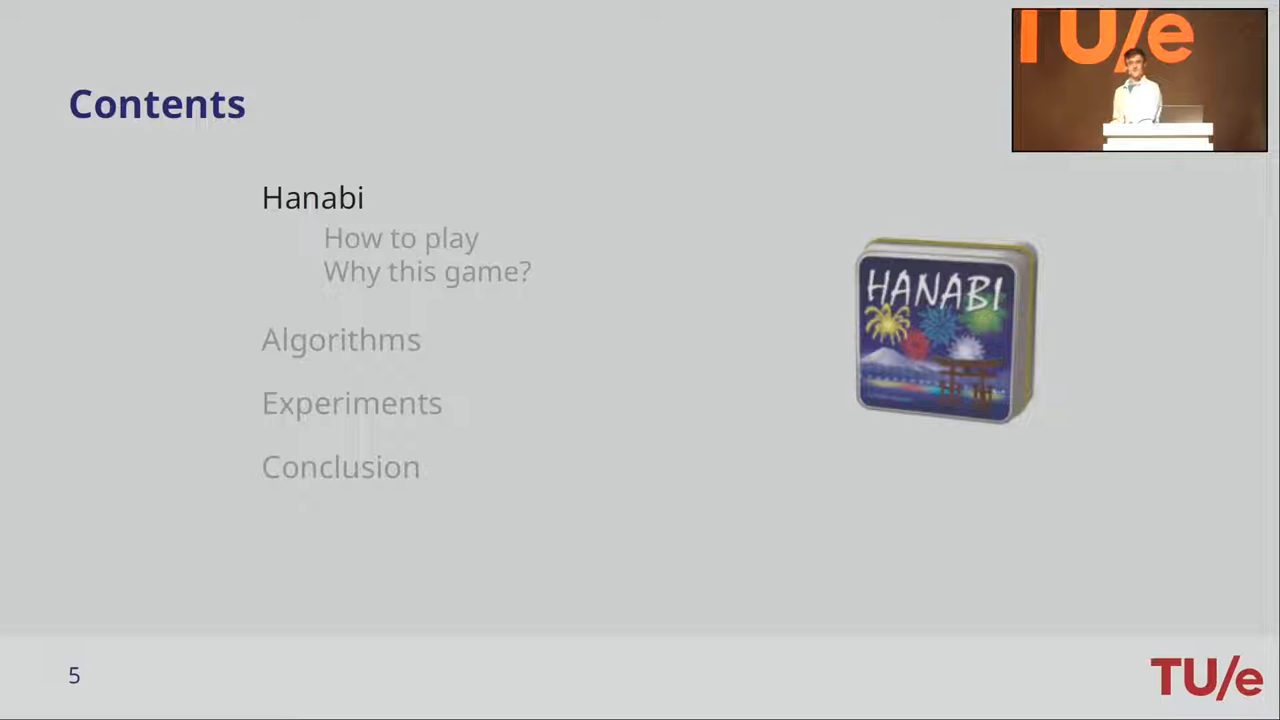 TU/e
Contents
Hanabi
How to play
Why this game?
HANABI
Algorithms
Experiments
Conclusion
5
TU/e